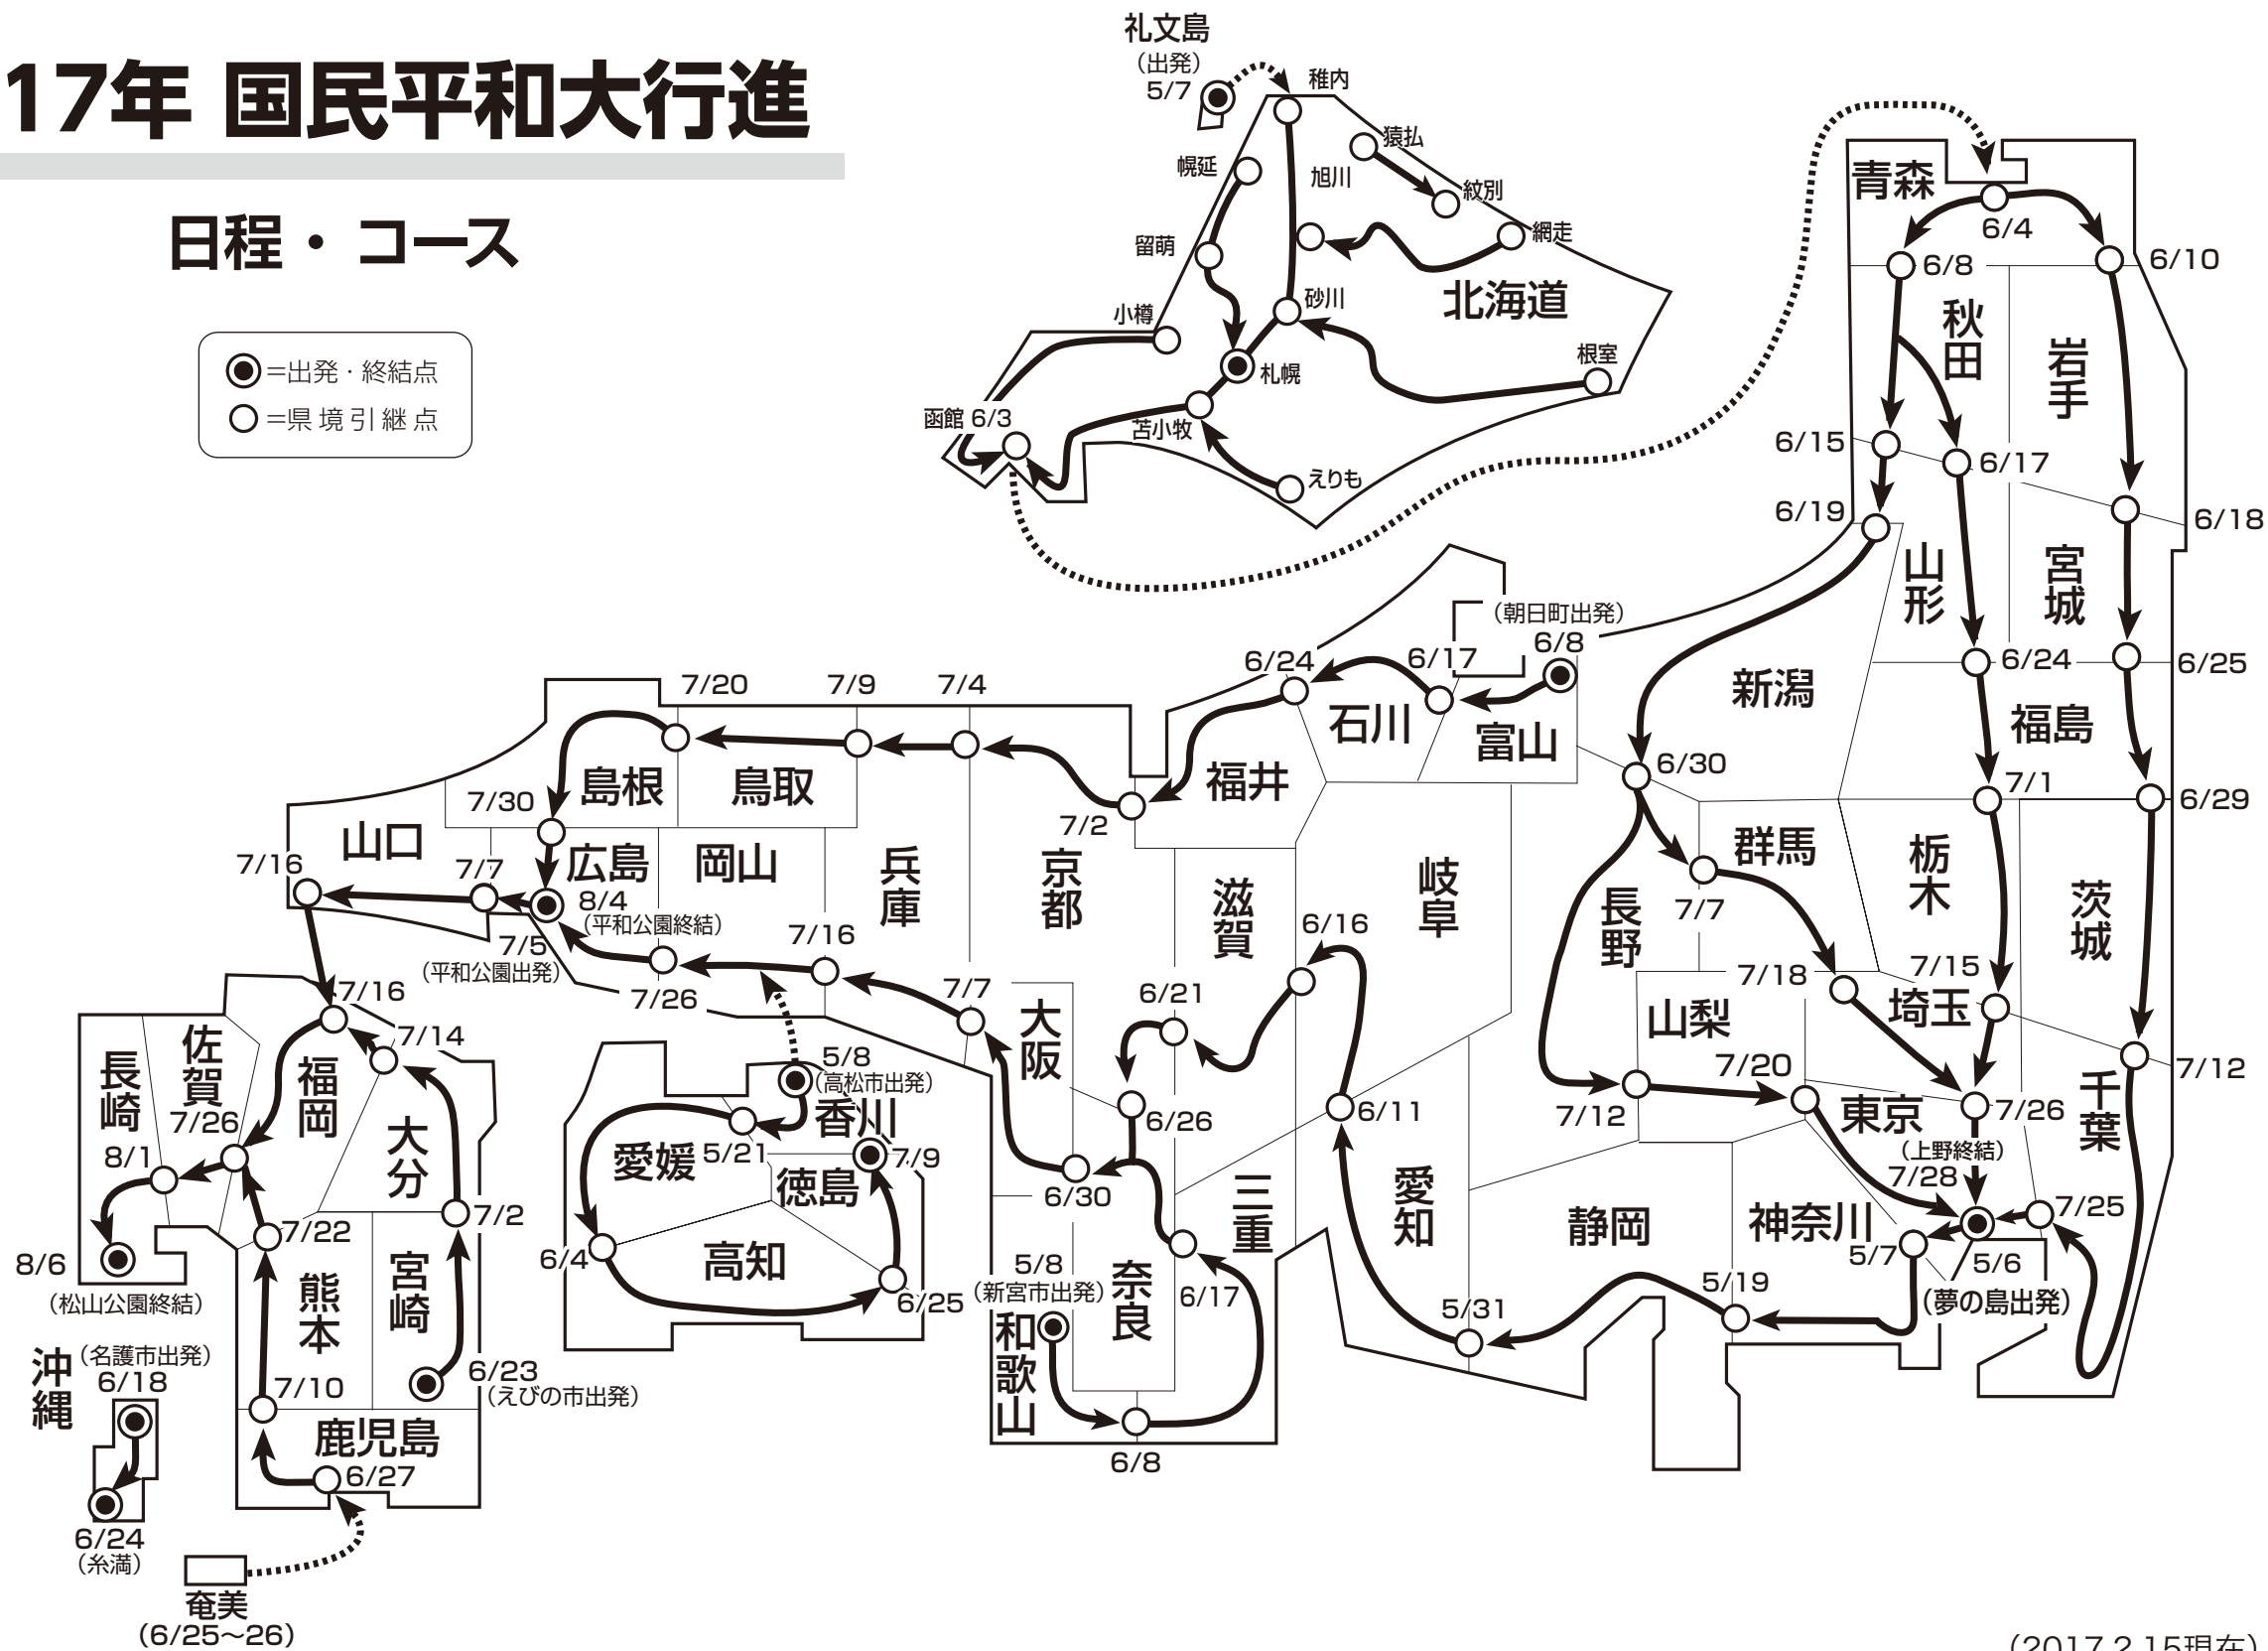 17年 国民平和大行進
日程・コース
=出発・終結点
=県境引継点
礼文島
(出発)
5/7
稚内
猿払
幌延
旭川
紋別
留萌
網走
砂川
北海道
小樽
札幌
根室
函館 6/3
苫小牧
えりも
青森
6/4
6/8
6/10
秋田
岩手
6/15
6/17
6/18
6/19
山形
宮城
6/24
6/25
新潟
福島
6/30
7/1
6/29
(朝日町出発)
6/8
6/17
6/24
石川
富山
福井
7/2
7/20
7/9
7/4
島根
鳥取
7/30
山口
7/16
7/7
広島
8/4
(平和公園終結)
7/5
(平和公園出発)
岡山
7/26
7/16
兵庫
京都
滋賀
岐阜
6/16
6/21
6/11
長野
群馬
7/7
栃木
茨城
7/18
7/15
山梨
埼玉
7/20
7/12
7/12
東京
7/26
千葉
(上野終結)
7/28
7/25
神奈川
5/7
5/6
(夢の島出発)
5/19
静岡
5/31
愛知
三重
7/7
大阪
6/26
6/30
奈良
6/17
5/8
(新宮市出発)
和歌山
6/8
5/8
(高松市出発)
香川
愛媛
5/21
7/9
徳島
6/4
高知
6/25
7/16
7/14
佐賀
長崎
福岡
7/26
8/1
大分
7/2
7/22
8/6
(松山公園終結)
熊本
宮崎
6/23
(えびの市出発)
7/10
鹿児島
6/27
沖縄
(名護市出発)
6/18
6/24
(糸満)
奄美
(6/25～26)
(2017.2.15現在)